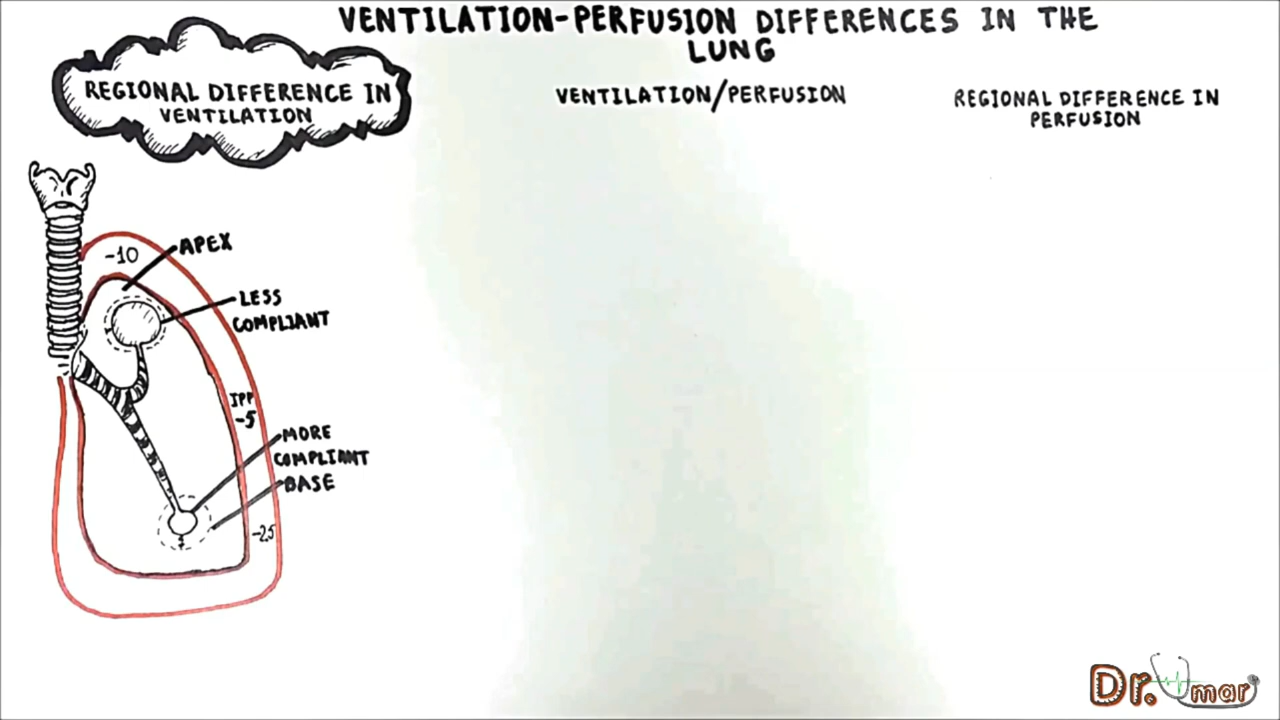 VENTILATION-PERFUSION DIFFERENCES IN THE
LUNG
REGIONAL DIFFERENCE IN
VENTILATION
VENTILATION/PERFUSION
REGIONAL DIFFERENCE IN
PERFUSION
-10
APEX
LESS
COMPLIANT
IPP
-5
MORE
COMPLIANT
BASE
-2.5
Dr. Umar